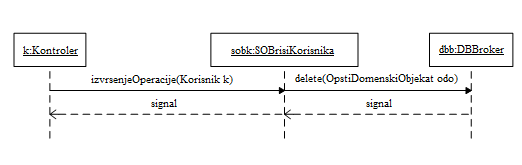 k:Kontroler
sobk:SOBrisiKorisnika
dbb:DBBroker
izvrsenjeOperacije(Korisnik k)
delete(OpstiDomenskiObjekat odo)
signal
signal